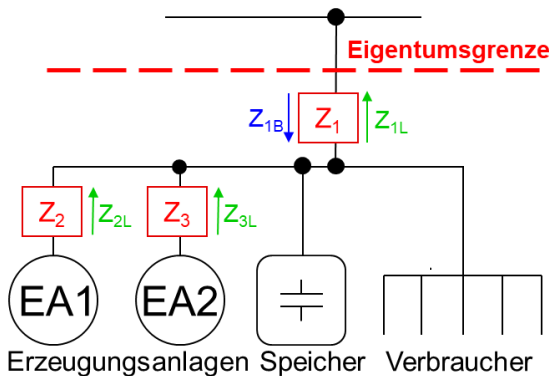 Eigentumsgrenze
Z1B Z1 Z1L
Z2 Z2L Z3 Z3L
EA1 EA2
Erzeugungsanlagen Speicher Verbraucher